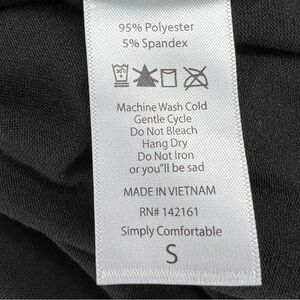 95% Polyester
5% Spandex
Machine Wash Cold
Gentle Cycle
Do Not Bleach
Hang Dry
Do Not Iron
or you"ll be sad
MADE IN VIETNAM
RN# 142161
Simply Comfortable
S